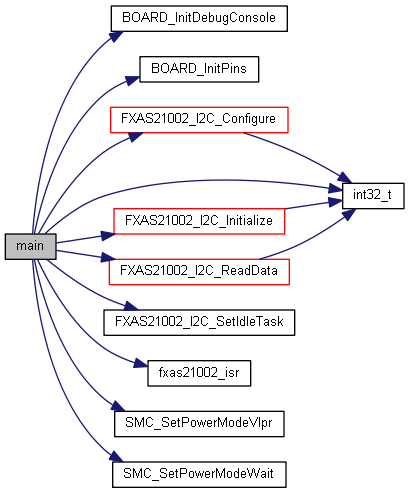 BOARD_InitDebugConsole
BOARD_InitPins
FXAS21002_I2C_Configure
int32_t
FXAS21002_I2C_Initialize
main
FXAS21002_I2C_ReadData
FXAS21002_I2C_SetIdleTask
fxas21002_isr
SMC_SetPowerModeVlpr
SMC_SetPowerModeWait